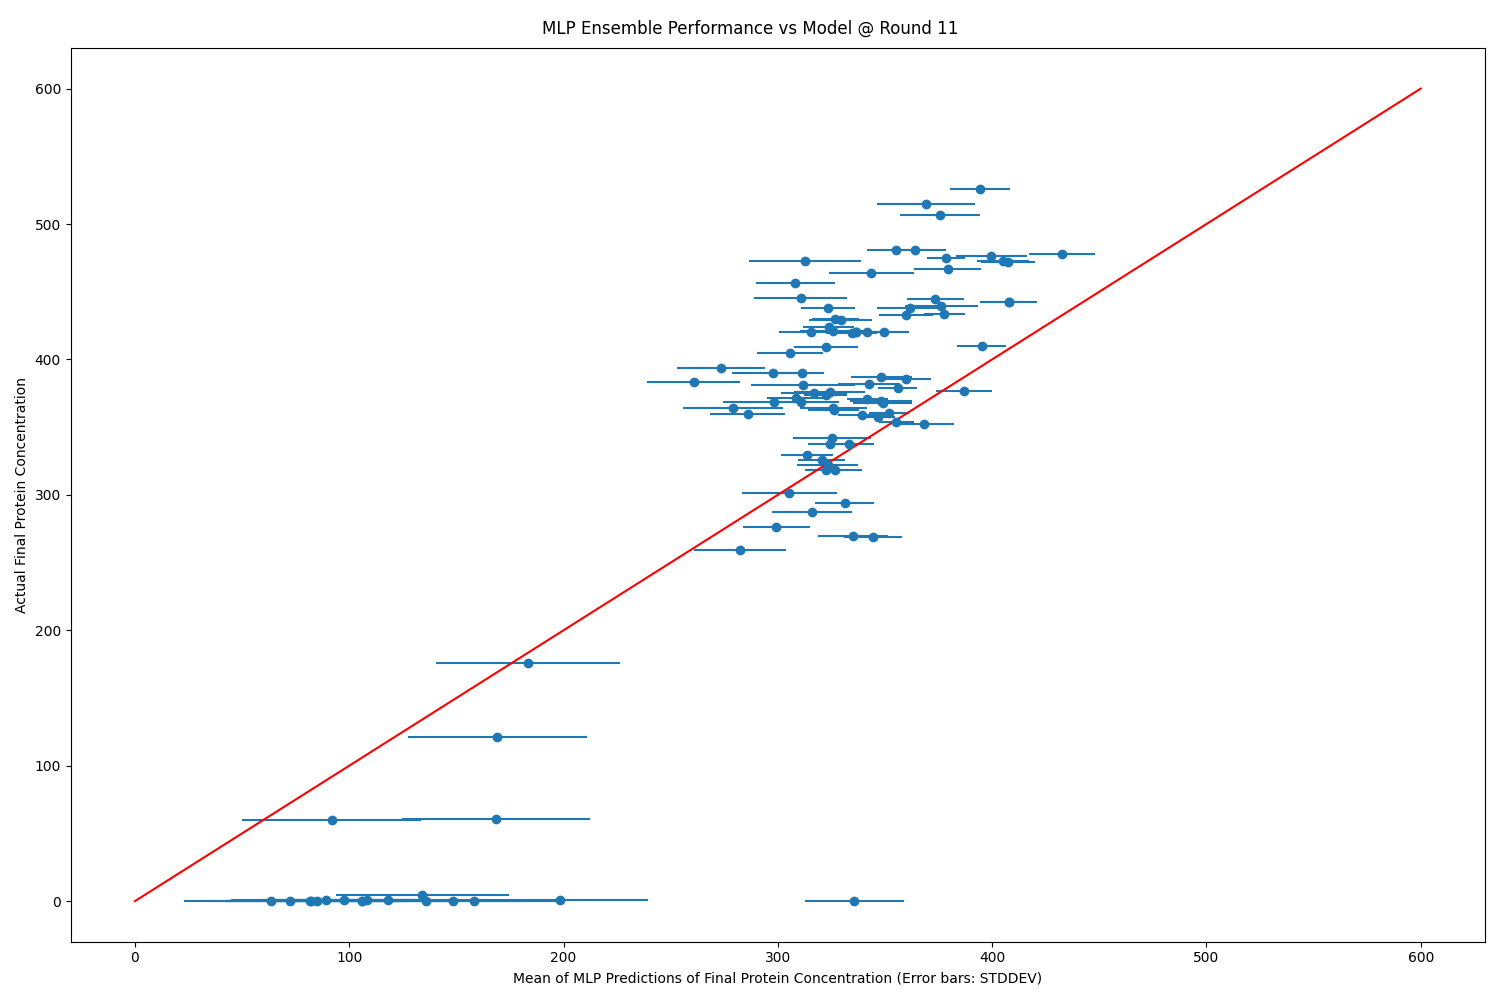 MLP Ensemble Performance vs Model @ Round 11
600
500
400
300
200
100
0
Actual Final Protein Concentration
0 100 200 300 400 500 600
Mean of MLP Predictions of Final Protein Concentration (Error bars: STDDEV)